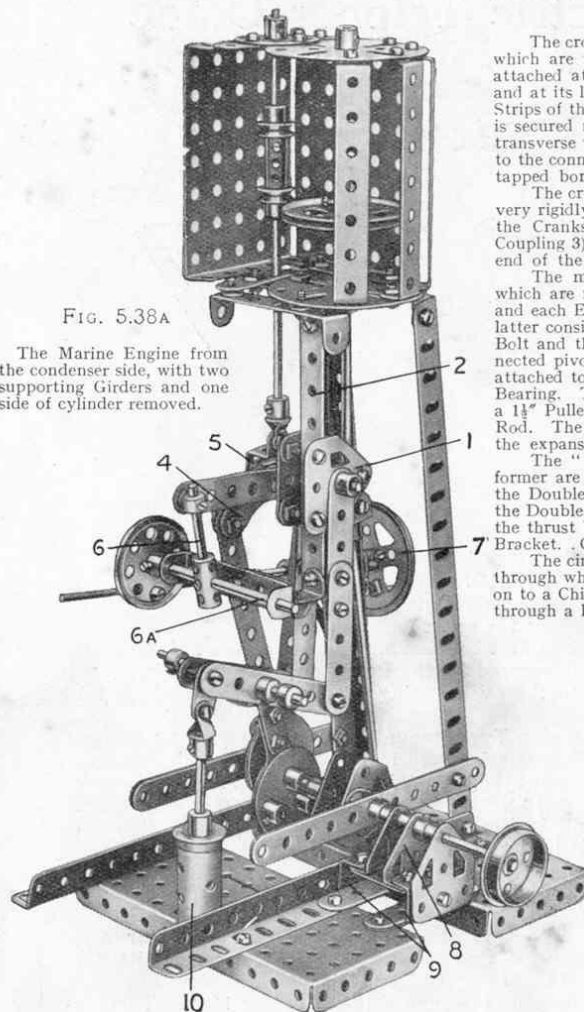 The cro
which are
attached at
and at its l
Strips of th
is secured
transverse
to the conn
tapped bor
The cr
very rigidly
the Cranks
Coupling 3)
end of the
The m
which are
and each E
latter consi
Bolt and th
nected pivo
attached to
Bearing. T
a 1½″ Pulle
Rod. The
the expans
The "
former are
the Double
the Double
the thrust
Bracket. . C
The cir
through wh
on to a Chi
through a
FIG. 5.38A
The Marine Engine from
the condenser side, with two
supporting Girders and one
side of cylinder removed.
2
1
5
4
6
7
6A
8
9
10